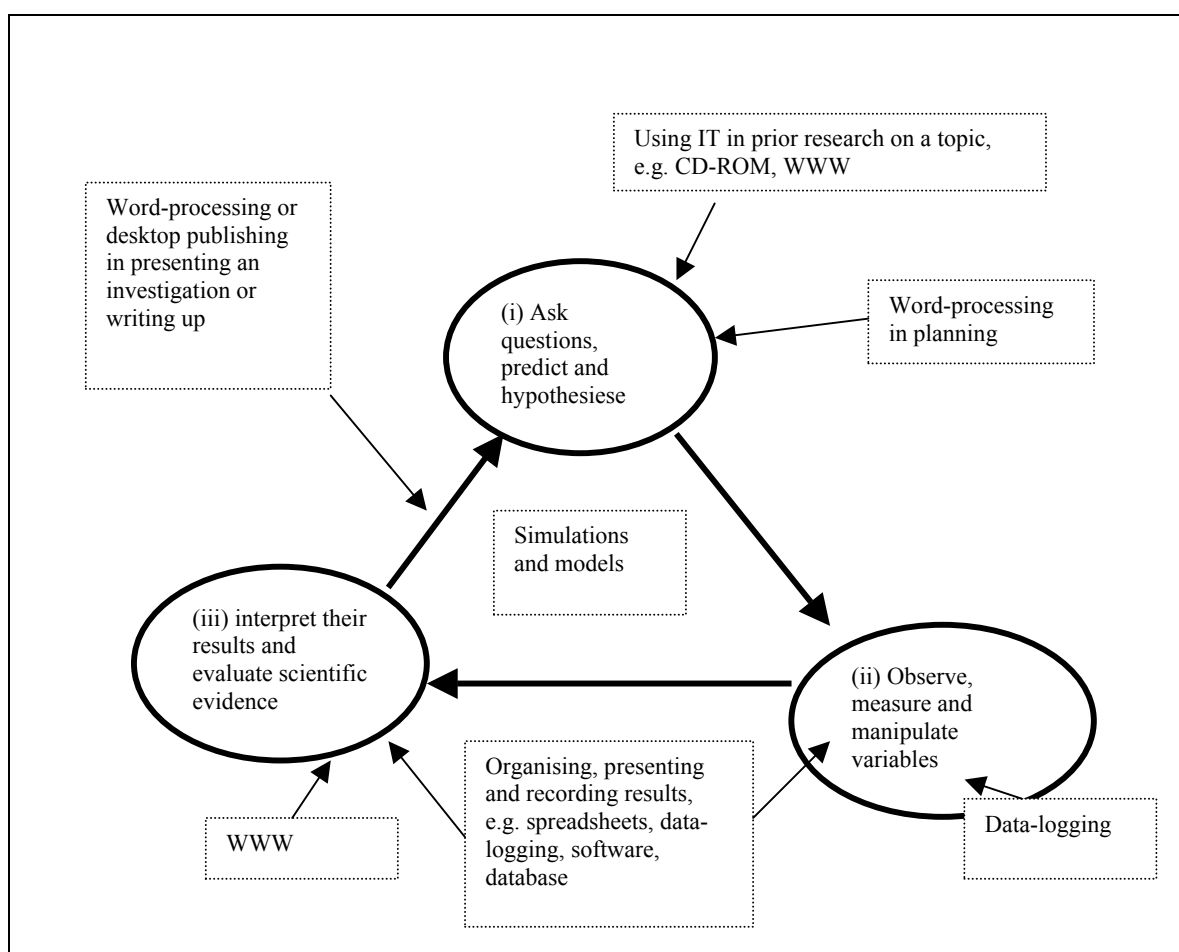 Using IT in prior research on a topic,
e.g. CD-ROM, WWW
Word-processing or
desktop publishing
in presenting an
investigation or
writing up
Word-processing
in planning
(i) Ask
questions,
predict and
hypothesiese
Simulations
and models
(iii) interpret their
results and
evaluate scientific
evidence
(ii) Observe,
measure and
manipulate
variables
Organising, presenting
and recording results,
e.g. spreadsheets, data-
logging, software,
database
WWW
Data-logging